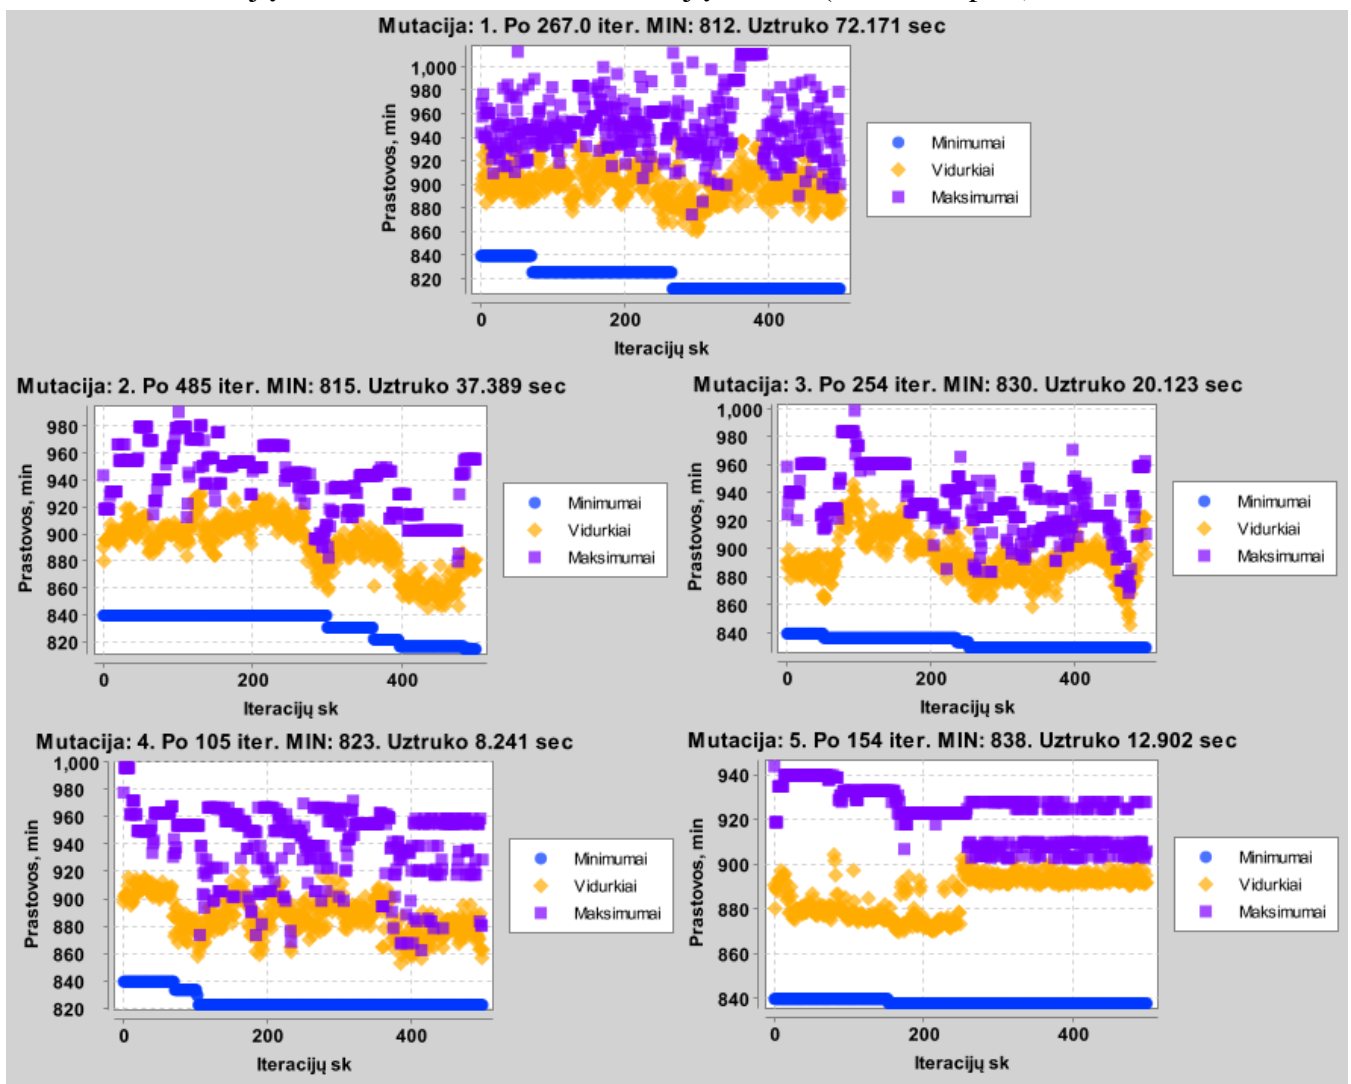 Mutacija: 1. Po 267.0 iter. MIN: 812. Uztruko 72.171 sec
Prastovos, min
1,000
980
960
940
920
900
880
860
840
820
0 200 400
Iteracijų sk
Minimumai
Vidurkiai
Maksimumai
Mutacija: 2. Po 485 iter. MIN: 815. Uztruko 37.389 sec
Prastovos, min
980
960
940
920
900
880
860
840
820
0 200 400
Iteracijų sk
Minimumai
Vidurkiai
Maksimumai
Mutacija: 3. Po 254 iter. MIN: 830. Uztruko 20.123 sec
Prastovos, min
1,000
980
960
940
920
900
880
860
840
0 200 400
Iteracijų sk
Minimumai
Vidurkiai
Maksimumai
Mutacija: 4. Po 105 iter. MIN: 823. Uztruko 8.241 sec
Prastovos, min
1,000
980
960
940
920
900
880
860
840
820
0 200 400
Iteracijų sk
Minimumai
Vidurkiai
Maksimumai
Mutacija: 5. Po 154 iter. MIN: 838. Uztruko 12.902 sec
Prastovos, min
940
920
900
880
860
840
0 200 400
Iteracijų sk
Minimumai
Vidurkiai
Maksimumai